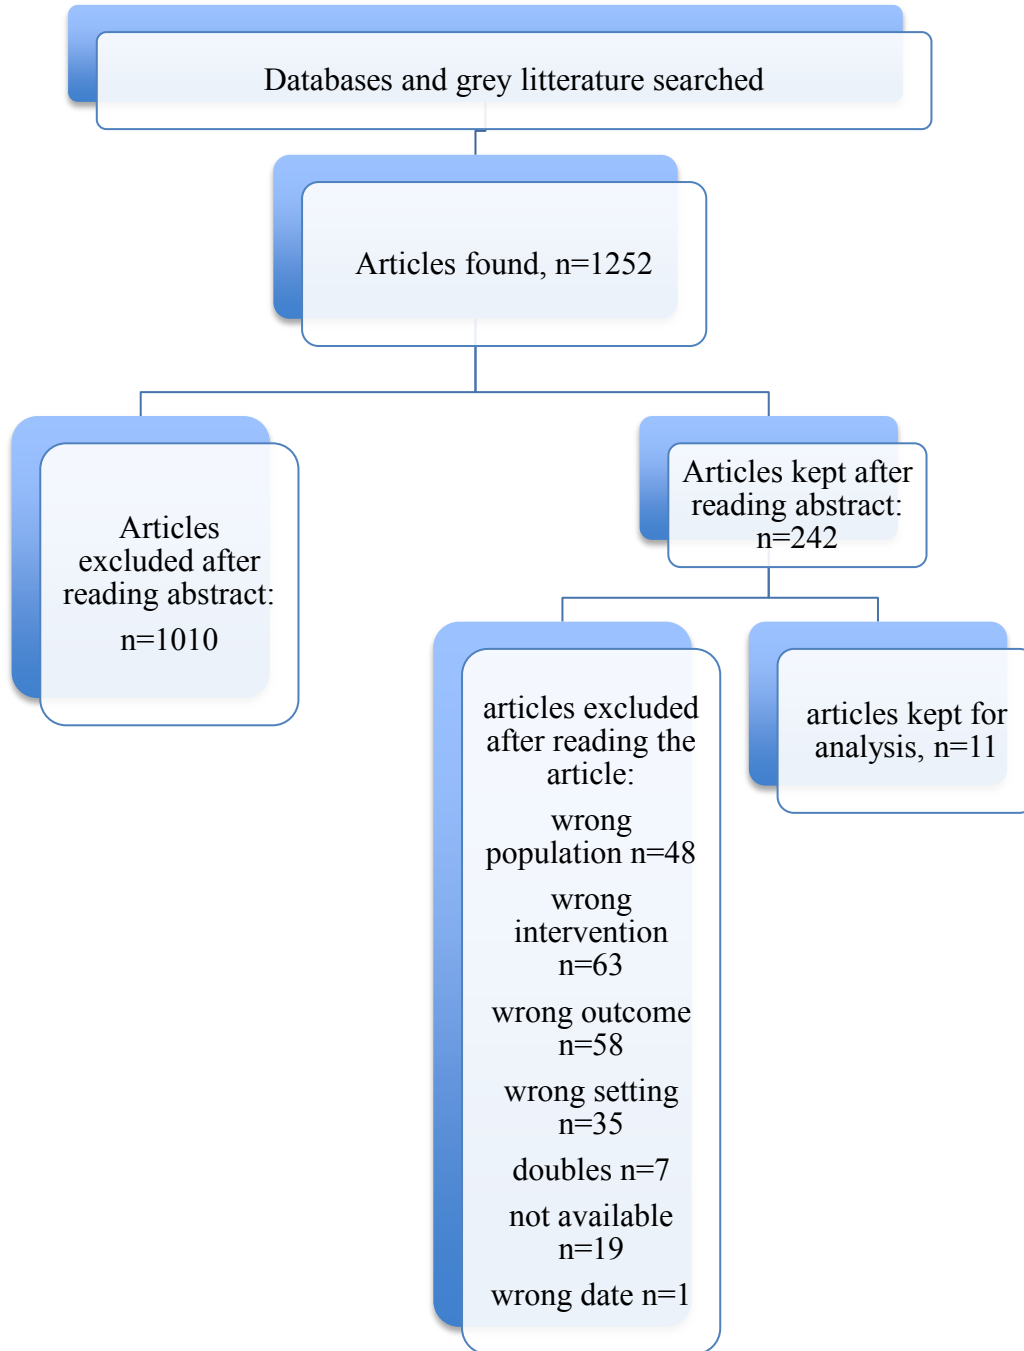 Databases and grey litterature searched
Articles found, n=1252
Articles
excluded after
reading abstract:
n=1010
Articles kept after
reading abstract:
n=242
articles excluded
after reading the
article:
wrong
population n=48
wrong
intervention
n=63
wrong outcome
n=58
wrong setting
n=35
doubles n=7
not available
n=19
wrong date n=1
articles kept for
analysis, n=11